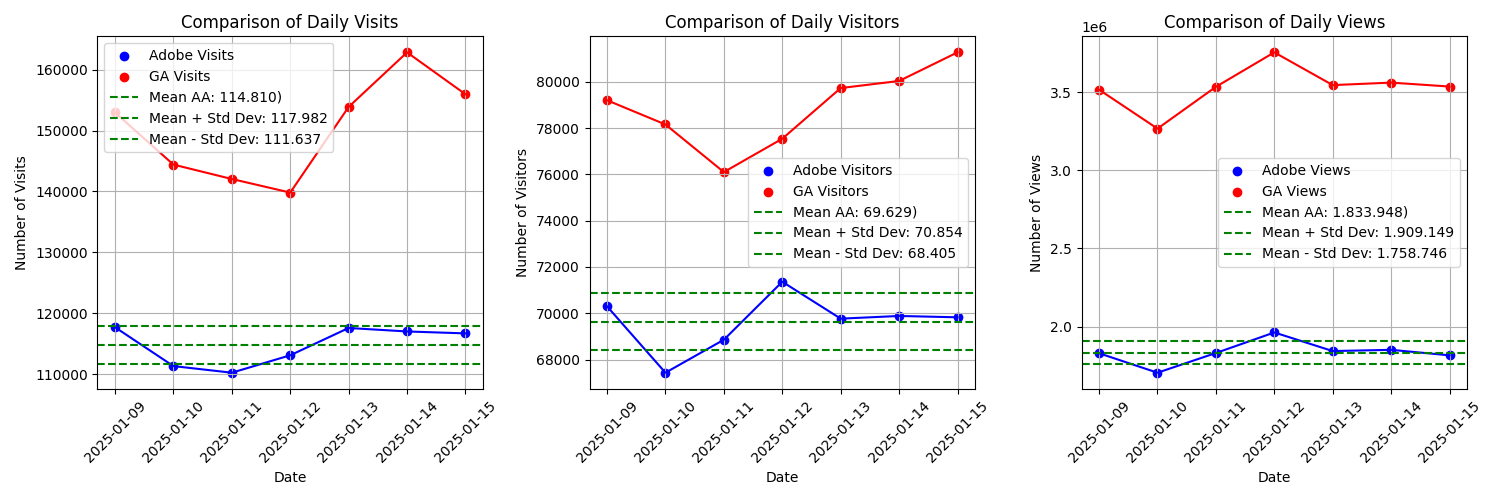 Comparison of Daily Visits
160000
150000
140000
130000
120000
110000
Number of Visits
Adobe Visits
GA Visits
Mean AA: 114.810)
Mean + Std Dev: 117.982
Mean - Std Dev: 111.637
2025-01-09
2025-01-10
2025-01-11
2025-01-12
2025-01-13
2025-01-14
2025-01-15
Date
Comparison of Daily Visitors
80000
78000
76000
74000
72000
70000
68000
Number of Visitors
Adobe Visitors
GA Visitors
Mean AA: 69.629)
Mean + Std Dev: 70.854
Mean - Std Dev: 68.405
2025-01-09
2025-01-10
2025-01-11
2025-01-12
2025-01-13
2025-01-14
2025-01-15
Date
1e6
Comparison of Daily Views
3.5
3.0
2.5
2.0
Number of Views
Adobe Views
GA Views
Mean AA: 1.833.948)
Mean + Std Dev: 1.909.149
Mean - Std Dev: 1.758.746
2025-01-09
2025-01-10
2025-01-11
2025-01-12
2025-01-13
2025-01-14
2025-01-15
Date